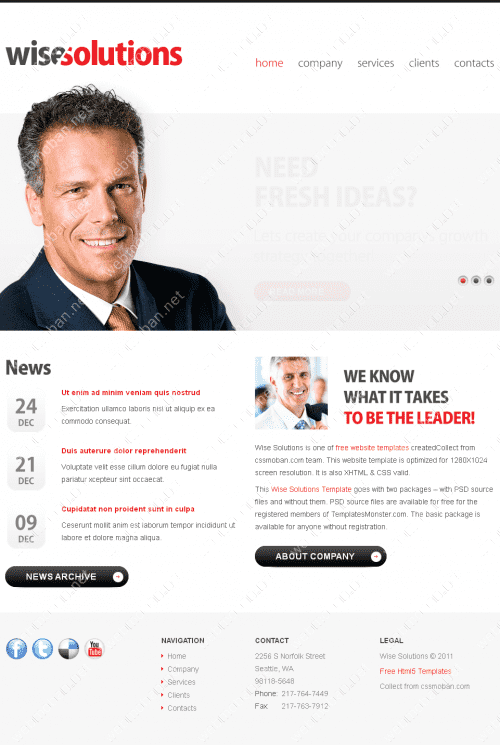 wisesolutions
home company services clients contacts
NEED
FRESH IDEAS?
Lets create your company growth
READ MORE
News
24
DEC
Ut enim ad minim veniam quis nostrud
Exercitation ullamco laboris nisi ut aliquip ex ea
commodo consequat.
21
DEC
Duis auterure dolor reprehenderit
Voluptate velit esse cillum dolore eu fugiat nulla
pariatur xcepteur sint occaecat.
09
DEC
Cupidatat non proident sunt in culpa
Ceserunt mollit anim est laborum tempor incididunt ut
labore et dolore magna aliqua.
NEWS ARCHIVE
WE KNOW
WHAT IT TAKES
TO BE THE LEADER!
Wise Solutions is one of free website templates createdCollect from
cssmoban.com team. This website template is optimized for 1280X1024
screen resolution. It is also XHTML & CSS valid.
This Wise Solutions Template goes with two packages – with PSD source
files and without them. PSD source files are available for free for the
registered members of TemplatesMonster.com. The basic package is
available for anyone without registration.
ABOUT COMPANY
You
Tube
NAVIGATION
Home
Company
Services
Clients
Contacts
CONTACT
2256 S Norfolk Street
Seattle, WA
90118-5648
Phone: 217-764-7449
Fax 217-763-7912
LEGAL
Wise Solutions © 2011
Free Html5 Templates
Collect from cssmoban.com